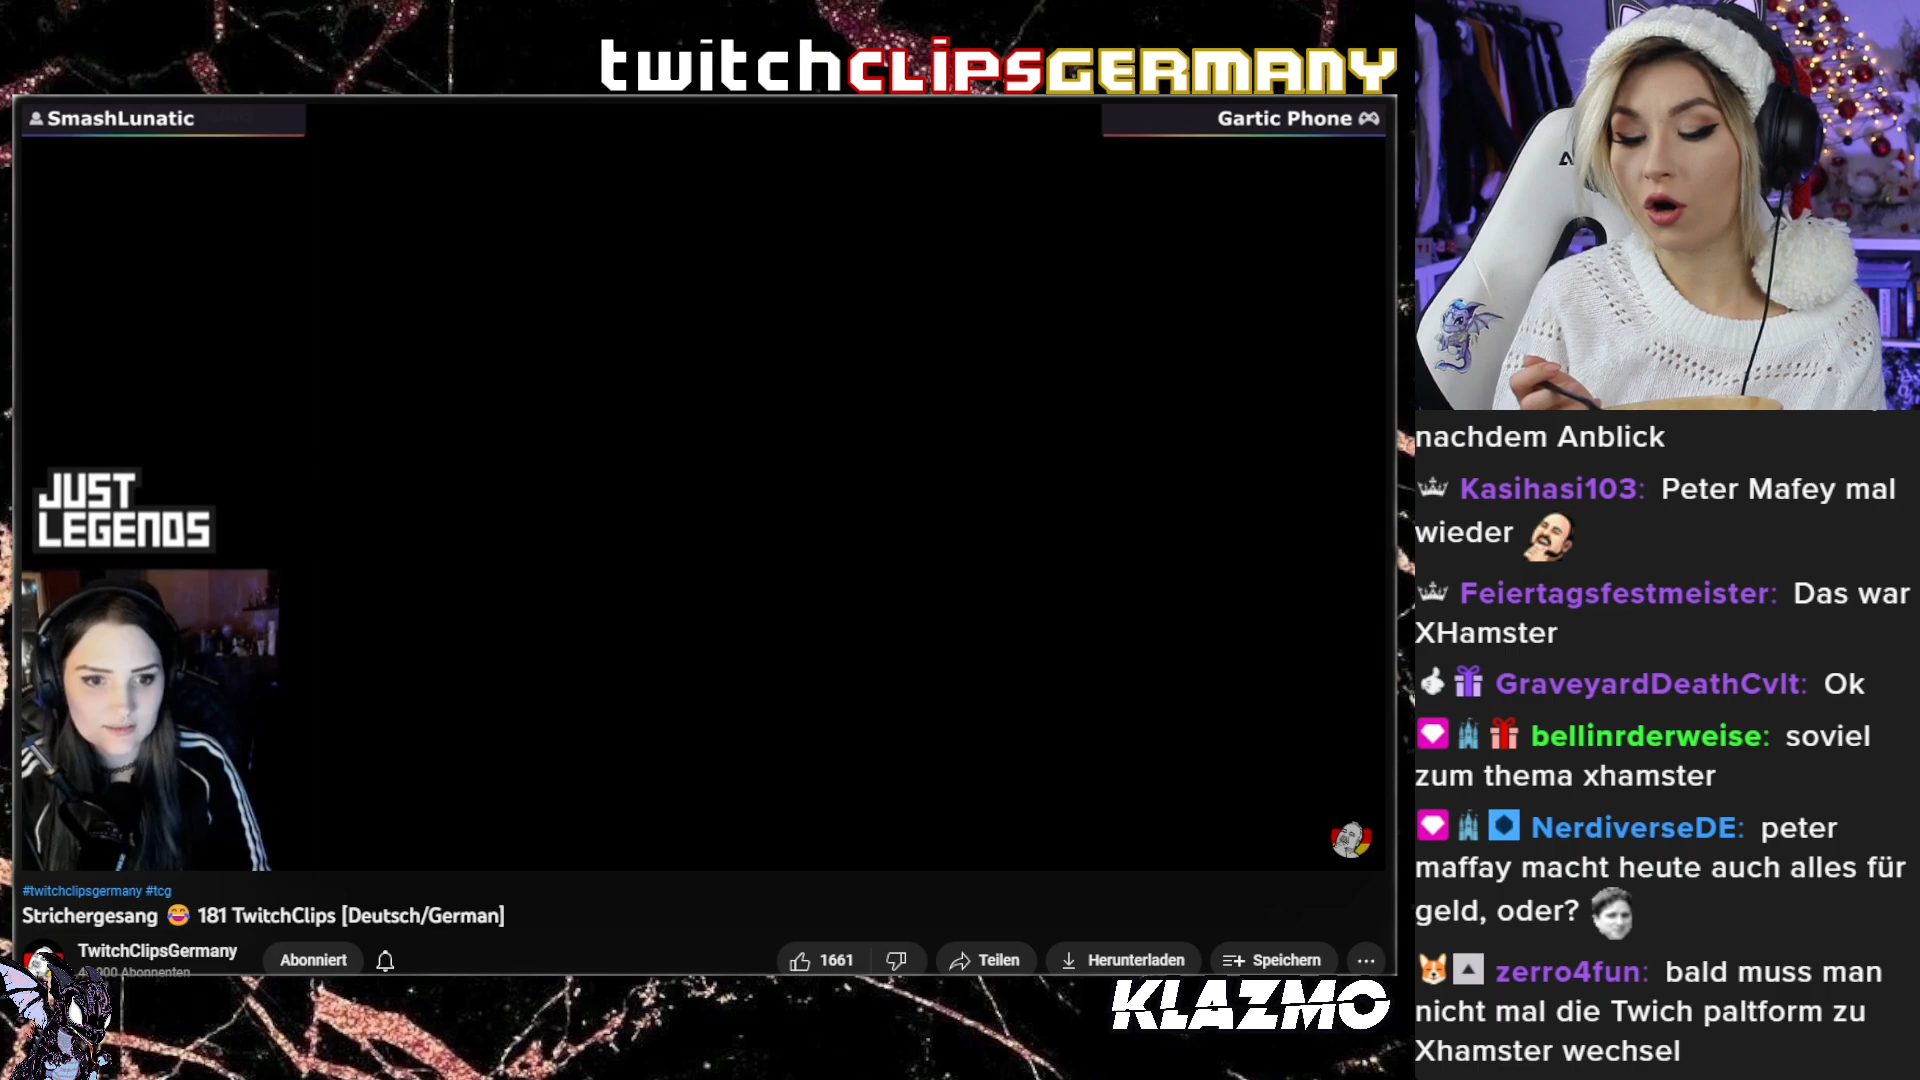 twitchCLIPSGERMANY
SmashLunatic
Gartic Phone
JUST
LEGENDS
#twitchclipsgermany #tcg
Strichergesang 😂 181 TwitchClips [Deutsch/German]
TwitchClipsGermany
Abonnenten
Abonniert
1661
Teilen
Herunterladen
Speichern
KLAZMO
nachdem Anblick
Kasihasi103: Peter Mafey mal
wieder
Feiertagsfestmeister: Das war
XHamster
GraveyardDeathCvlt: Ok
bellinrderweise: soviel
zum thema xhamster
NerdiverseDE: peter
maffay macht heute auch alles für
geld, oder?
zerro4fun: bald muss man
nicht mal die Twich paltform zu
Xhamster wechsel